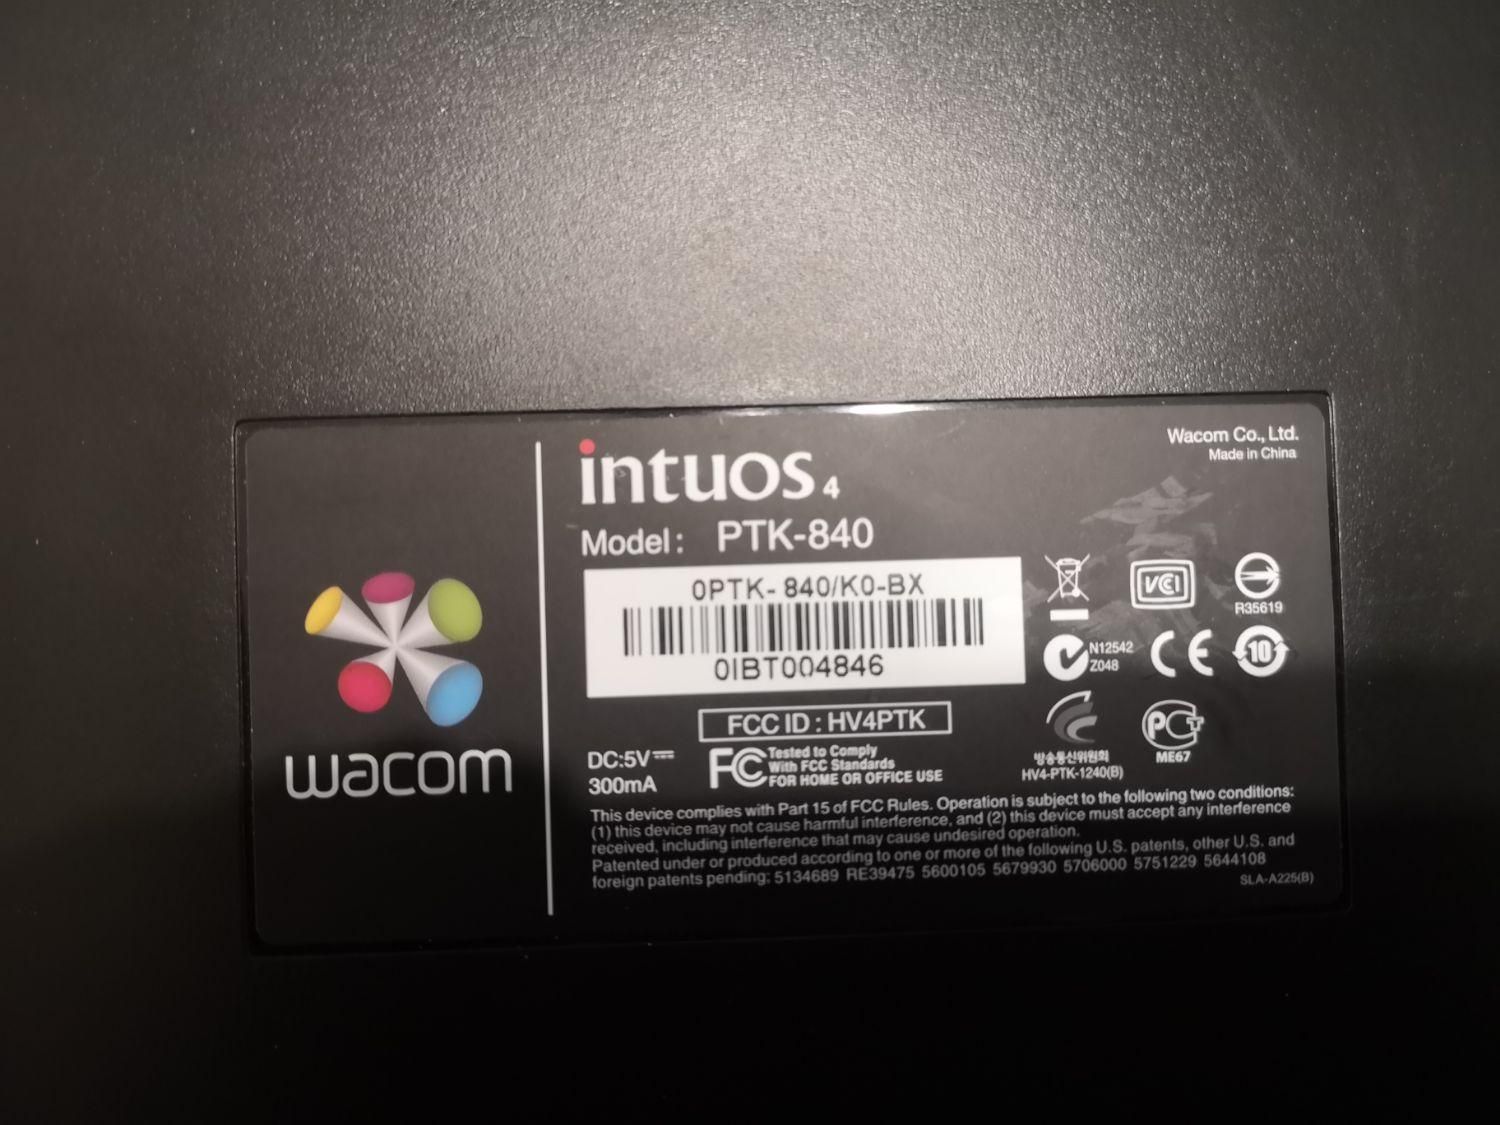 intuos4
Wacom Co., Ltd.
Made in China
Model: PTK-840
0PTK-840/K0-BX
0IBT004846
VCI
R35619
N12542
Z048
CE
10
FCC ID : HV4PTK
DC:5V
300mA
FC
Tested to Comply
With FCC Standards
FOR HOME OR OFFICE USE
방송통신위원회
HV4-PTK-1240(B)
РСТ
ME67
wacom
This device complies with Part 15 of FCC Rules. Operation is subject to the following two conditions:
(1) this device may not cause harmful interference, and (2) this device must accept any interference
received, including interference that may cause undesired operation.
Patented under or produced according to one or more of the following U.S. patents, other U.S. and
foreign patents pending: 5134689 RE39475 5600105 5679930 5706000 5751229 5644108
SLA-A225(B)